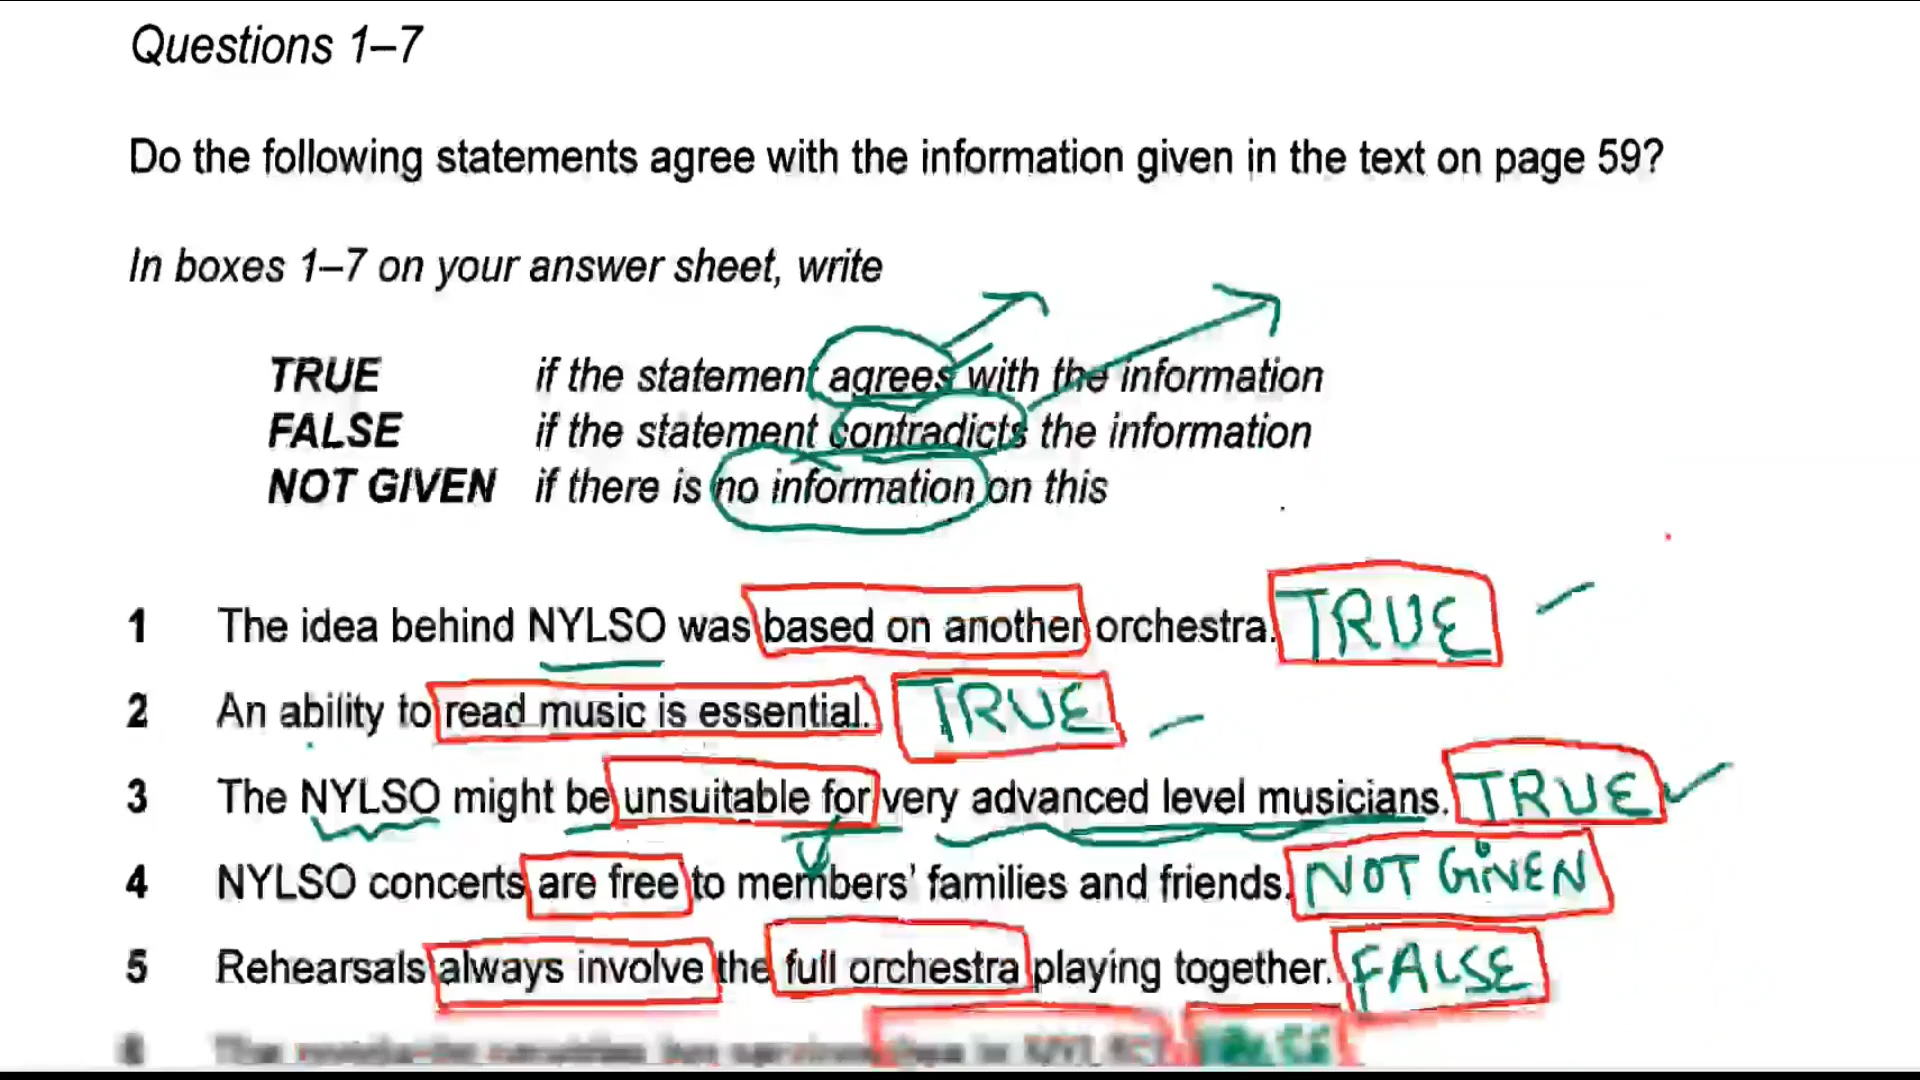 Questions 1–7
Do the following statements agree with the information given in the text on page 59?
In boxes 1–7 on your answer sheet, write
TRUE if the statement agrees with the information
FALSE if the statement contradicts the information
NOT GIVEN if there is no information on this
1 The idea behind NYLSO was based on another orchestra. TRUE
2 An ability to read music is essential. TRUE
3 The NYLSO might be unsuitable for very advanced level musicians. TRUE
4 NYLSO concerts are free to members' families and friends. NOT GIVEN
5 Rehearsals always involve the full orchestra playing together. FALSE